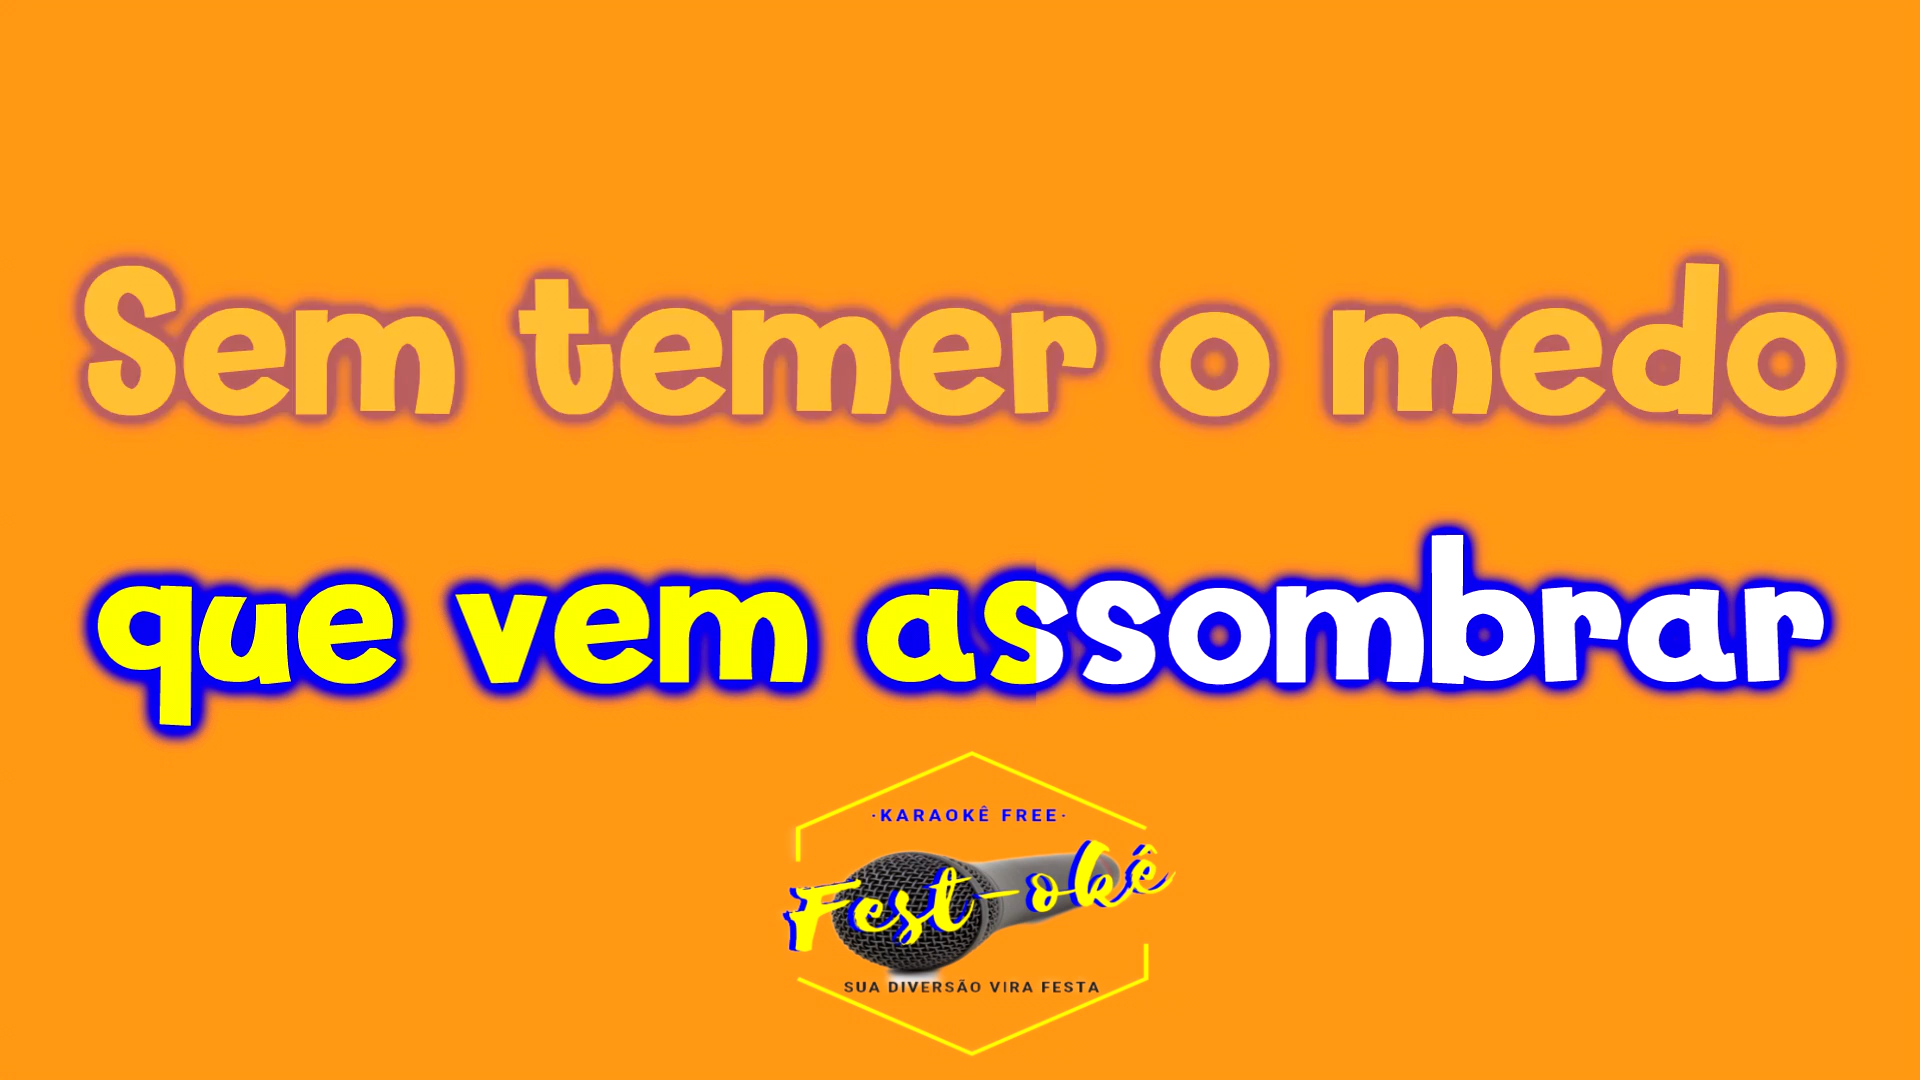 Sem temer o medo
que vem assombrar
·KARAOKÊ FREE·
Fest-okê
SUA DIVERSÃO VIRA FESTA